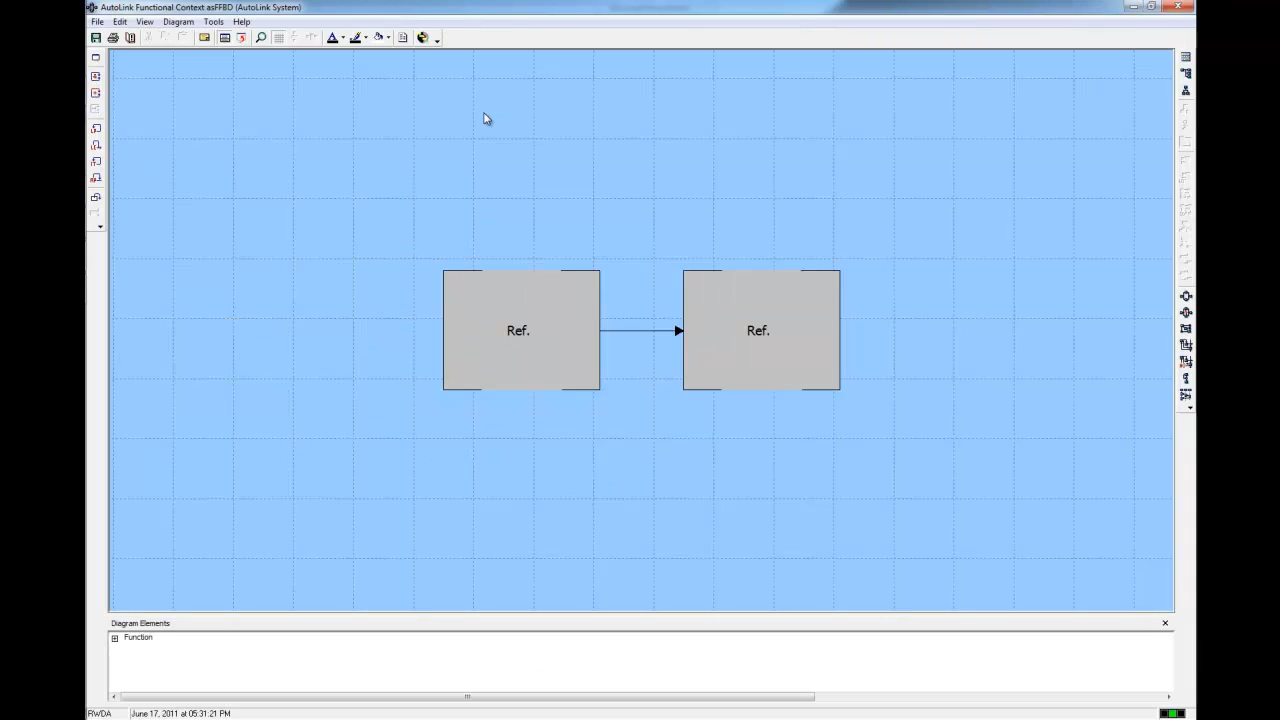 AutoLink Functional Context asFFBD (AutoLink System)
File Edit View Diagram Tools Help
Ref. Ref.
Diagram Elements
Function
RWDA June 17, 2011 at 05:31:21 PM